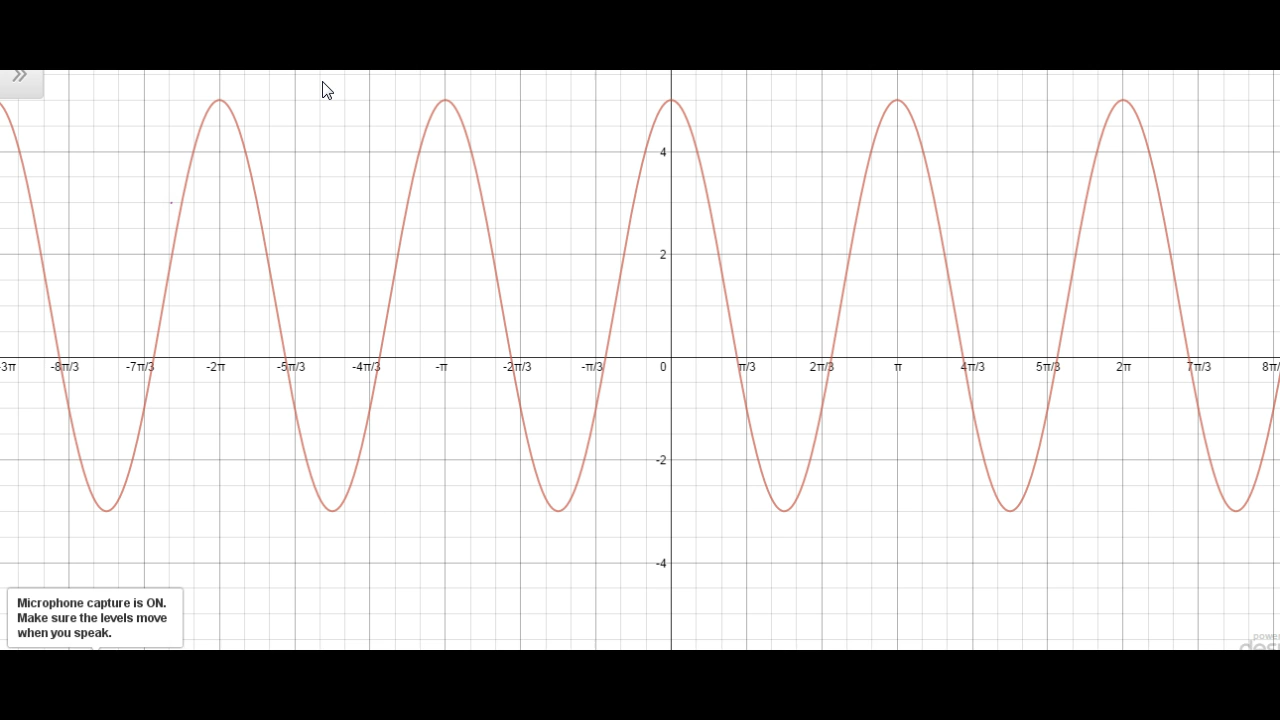 »
4
2
-3π -8π/3 -7π/3 -2π -5π/3 -4π/3 -π -2π/3 -π/3 0 π/3 2π/3 π 4π/3 5π/3 2π 7π/3 8π/
-2
-4
Microphone capture is ON.
Make sure the levels move
when you speak.